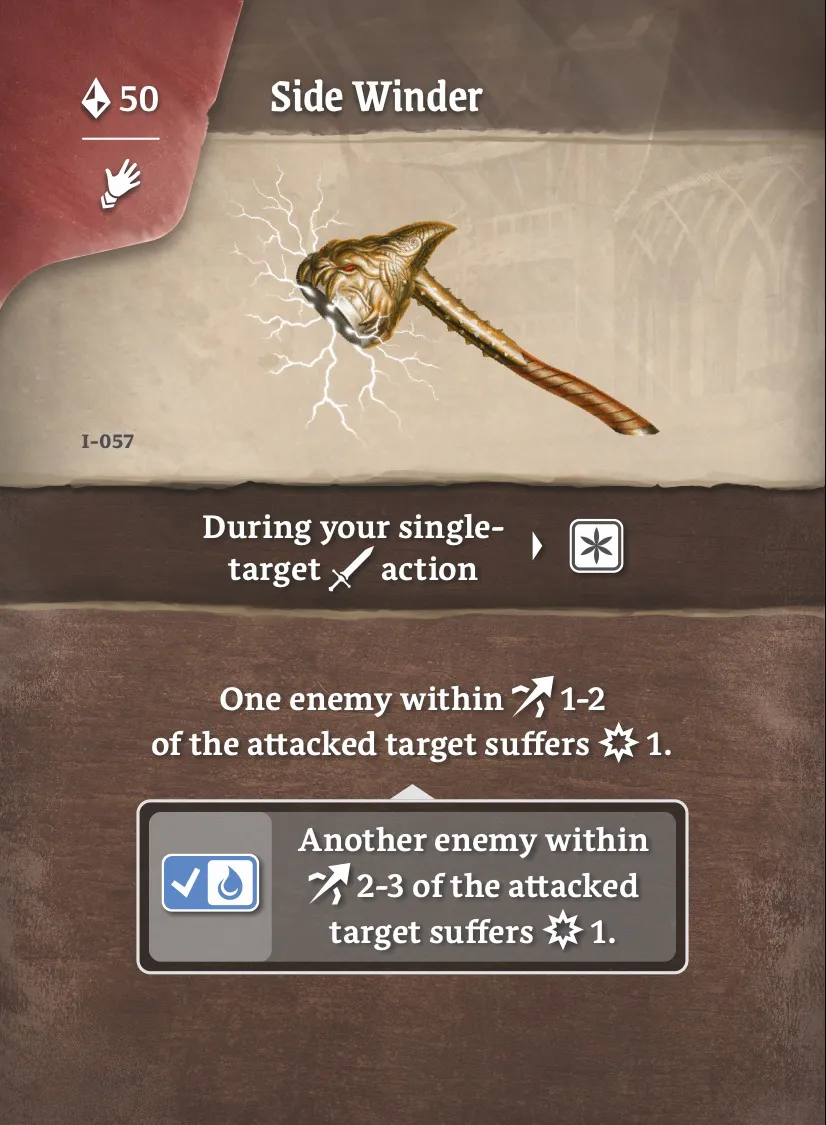 50
Side Winder
I-057
During your single-
target action
One enemy within 1-2
of the attacked target suffers 1.
Another enemy within
2-3 of the attacked
target suffers 1.